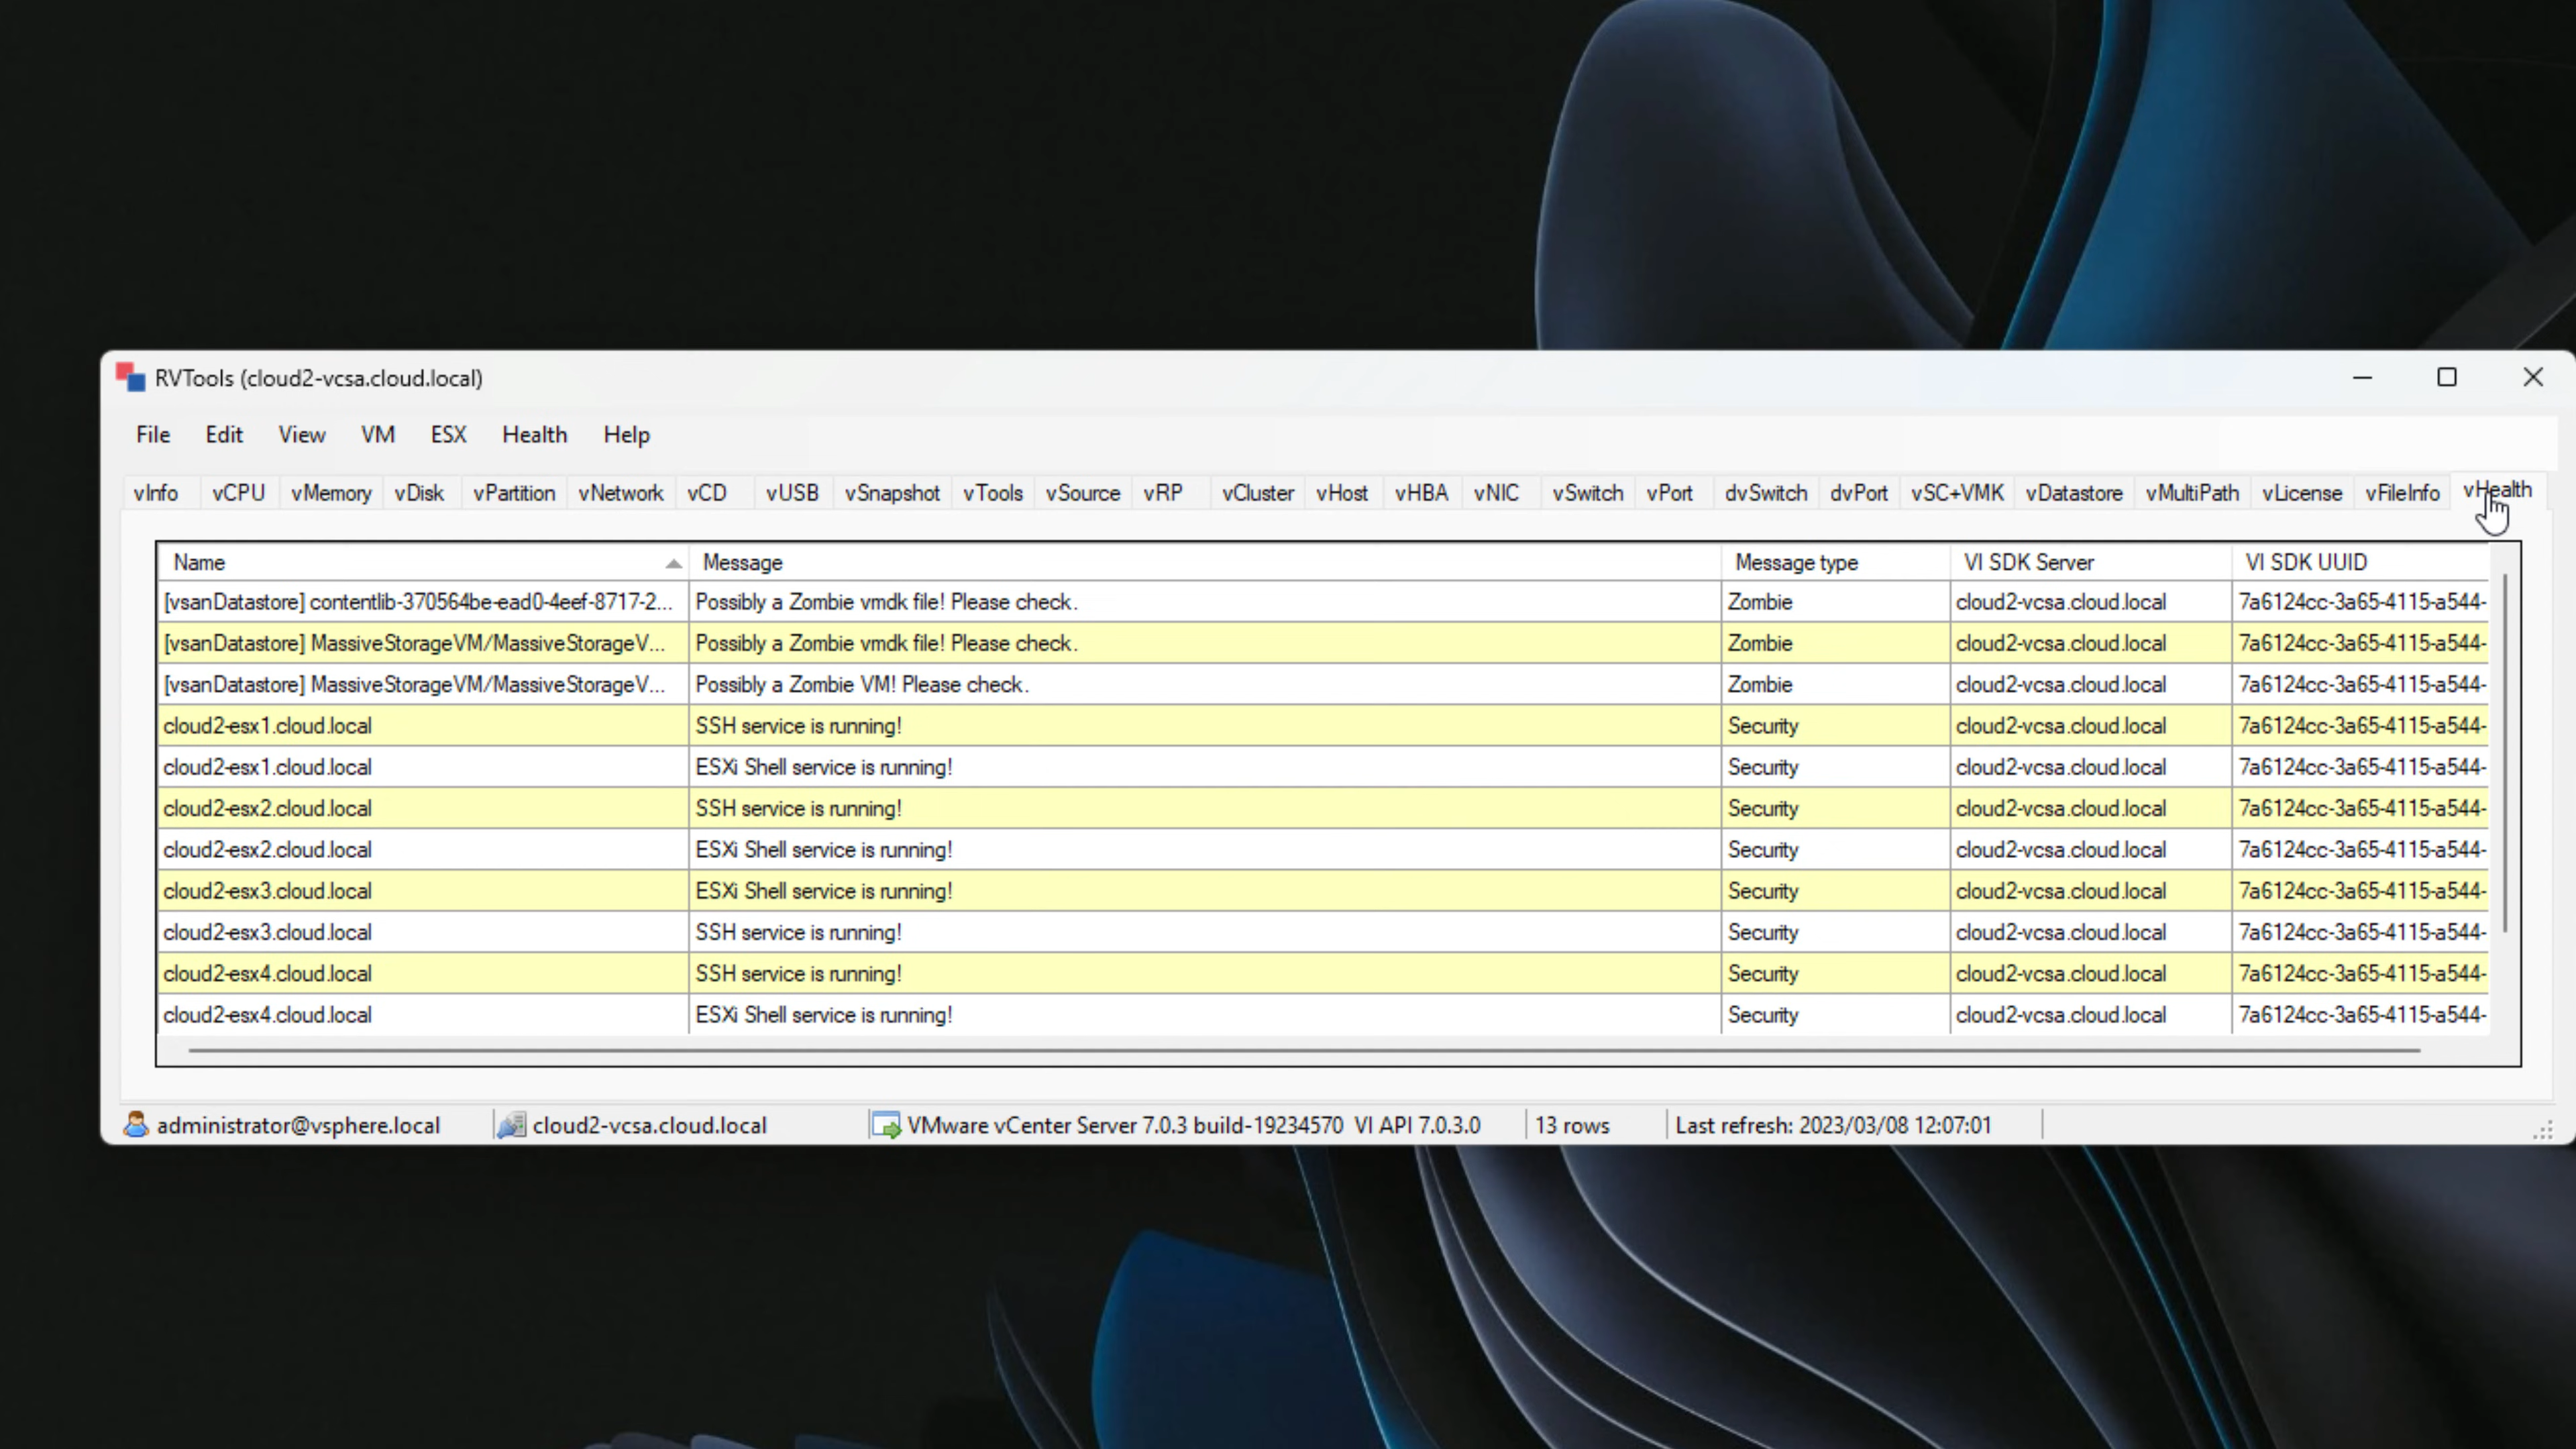 RVTools (cloud2-vcsa.cloud.local)
File Edit View VM ESX Health Help
vInfo vCPU vMemory vDisk vPartition vNetwork vCD vUSB vSnapshot vTools vSource vRP vCluster vHost vHBA vNIC vSwitch vPort dvSwitch dvPort vSC+VMK vDatastore vMultiPath vLicense vFileInfo vHealth
Name Message Message type VI SDK Server VI SDK UUID
[vsanDatastore] contentlib-370564be-ead0-4eef-8717-2... Possibly a Zombie vmdk file! Please check. Zombie cloud2-vcsa.cloud.local 7a6124cc-3a65-4115-a544-
[vsanDatastore] MassiveStorageVM/MassiveStorageV... Possibly a Zombie vmdk file! Please check. Zombie cloud2-vcsa.cloud.local 7a6124cc-3a65-4115-a544-
[vsanDatastore] MassiveStorageVM/MassiveStorageV... Possibly a Zombie VM! Please check. Zombie cloud2-vcsa.cloud.local 7a6124cc-3a65-4115-a544-
cloud2-esx1.cloud.local SSH service is running! Security cloud2-vcsa.cloud.local 7a6124cc-3a65-4115-a544-
cloud2-esx1.cloud.local ESXi Shell service is running! Security cloud2-vcsa.cloud.local 7a6124cc-3a65-4115-a544-
cloud2-esx2.cloud.local SSH service is running! Security cloud2-vcsa.cloud.local 7a6124cc-3a65-4115-a544-
cloud2-esx2.cloud.local ESXi Shell service is running! Security cloud2-vcsa.cloud.local 7a6124cc-3a65-4115-a544-
cloud2-esx3.cloud.local ESXi Shell service is running! Security cloud2-vcsa.cloud.local 7a6124cc-3a65-4115-a544-
cloud2-esx3.cloud.local SSH service is running! Security cloud2-vcsa.cloud.local 7a6124cc-3a65-4115-a544-
cloud2-esx4.cloud.local SSH service is running! Security cloud2-vcsa.cloud.local 7a6124cc-3a65-4115-a544-
cloud2-esx4.cloud.local ESXi Shell service is running! Security cloud2-vcsa.cloud.local 7a6124cc-3a65-4115-a544-
administrator@vsphere.local cloud2-vcsa.cloud.local VMware vCenter Server 7.0.3 build-19234570 VI API 7.0.3.0 13 rows Last refresh: 2023/03/08 12:07:01